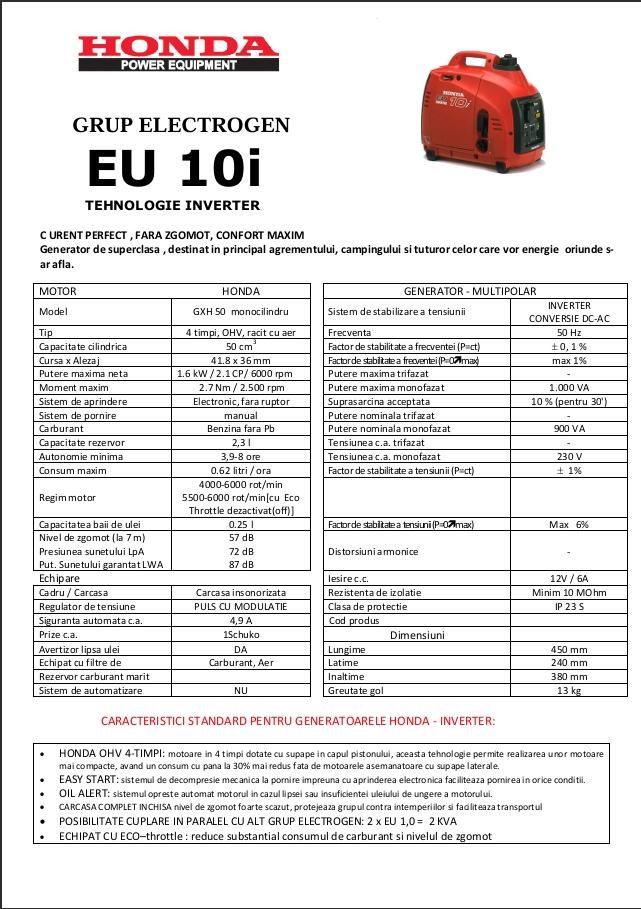 HONDA
POWER EQUIPMENT
GRUP ELECTROGEN
EU 10i
TEHNOLOGIE INVERTER
HONDA
10i
C URENT PERFECT , FARA ZGOMOT, CONFORT MAXIM
Generator de superclasa , destinat in principal agrementului, campingului si tuturor celor care vor energie oriunde s-
ar afla.
MOTOR HONDA
Model GXH 50 monocilindru
Tip 4 timpi, OHV, racit cu aer
Capacitate cilindrica 50 cm³
Cursa x Alezaj 41.8 x 36 mm
Putere maxima neta 1.6 kW / 2.1 CP/ 6000 rpm
Moment maxim 2.7 Nm / 2.500 rpm
Sistem de aprindere Electronic, fara ruptor
Sistem de pornire manual
Carburant Benzina fara Pb
Capacitate rezervor 2,3 l
Autonomie minima 3,9-8 ore
Consum maxim 0.62 litri / ora
Regim motor 4000-6000 rot/min
5500-6000 rot/min[cu Eco
Throttle dezactivat(off)]
Capacitatea baii de ulei 0.25 l
Nivel de zgomot (la 7 m) 57 dB
Presiunea sunetului LpA 72 dB
Put. Sunetului garantat LWA 87 dB
Echipare
Cadru / Carcasa Carcasa insonorizata
Regulator de tensiune PULS CU MODULATIE
Siguranta automata c.a. 4,9 A
Prize c.a. 1Schuko
Avertizor lipsa ulei DA
Echipat cu filtre de Carburant, Aer
Rezervor carburant marit
Sistem de automatizare NU
GENERATOR - MULTIPOLAR
Sistem de stabilizare a tensiunii INVERTER
CONVERSIE DC-AC
Frecventa 50 Hz
Factor de stabilitate a frecventei (P=ct) ± 0, 1 %
Factor de stabilitate a frecventei (P=0↗max) max 1%
Putere maxima trifazat -
Putere maxima monofazat 1.000 VA
Suprasarcina acceptata 10 % (pentru 30')
Putere nominala trifazat -
Putere nominala monofazat 900 VA
Tensiunea c.a. trifazat -
Tensiunea c.a. monofazat 230 V
Factor de stabilitate a tensiunii (P=ct) ± 1%
Factor de stabilitate a tensiunii (P=0↗max) Max 6%
Distorsiuni armonice -
Iesire c.c. 12V / 6A
Rezistenta de izolatie Minim 10 MOhm
Clasa de protectie IP 23 S
Cod produs
Dimensiuni
Lungime 450 mm
Latime 240 mm
Inaltime 380 mm
Greutate gol 13 kg
CARACTERISTICI STANDARD PENTRU GENERATOARELE HONDA - INVERTER:
• HONDA OHV 4-TIMPI: motoare in 4 timpi dotate cu supape in capul pistonului, aceasta tehnologie permite realizarea unor motoare
mai compacte, avand un consum cu pana la 30% mai redus fata de motoarele asemanatoare cu supape laterale.
• EASY START: sistemul de decompresie mecanica la pornire impreuna cu aprinderea electronica faciliteaza pornirea in orice conditii.
• OIL ALERT: sistemul opreste automat motorul in cazul lipsei sau insuficientei uleiului de ungere a motorului.
• CARCASA COMPLET INCHISA nivel de zgomot foarte scazut, protejeaza grupul contra intemperiilor si faciliteaza transportul
• POSIBILITATE CUPLARE IN PARALEL CU ALT GRUP ELECTROGEN: 2 x EU 1,0 = 2 KVA
• ECHIPAT CU ECO–throttle : reduce substantial consumul de carburant si nivelul de zgomot